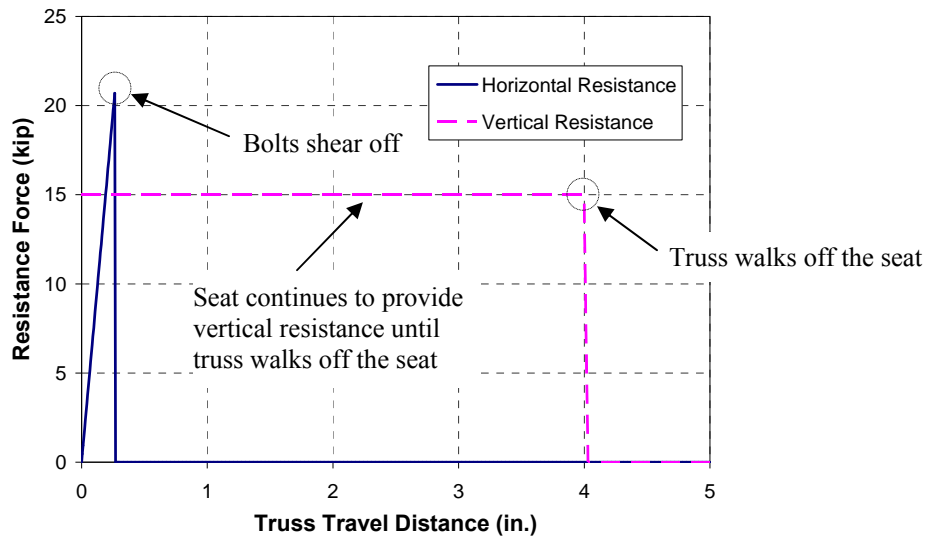 25
20
15
10
5
0
Resistance Force (kip)
Horizontal Resistance
Vertical Resistance
Bolts shear off
Truss walks off the seat
Seat continues to provide
vertical resistance until
truss walks off the seat
0 1 2 3 4 5
Truss Travel Distance (in.)